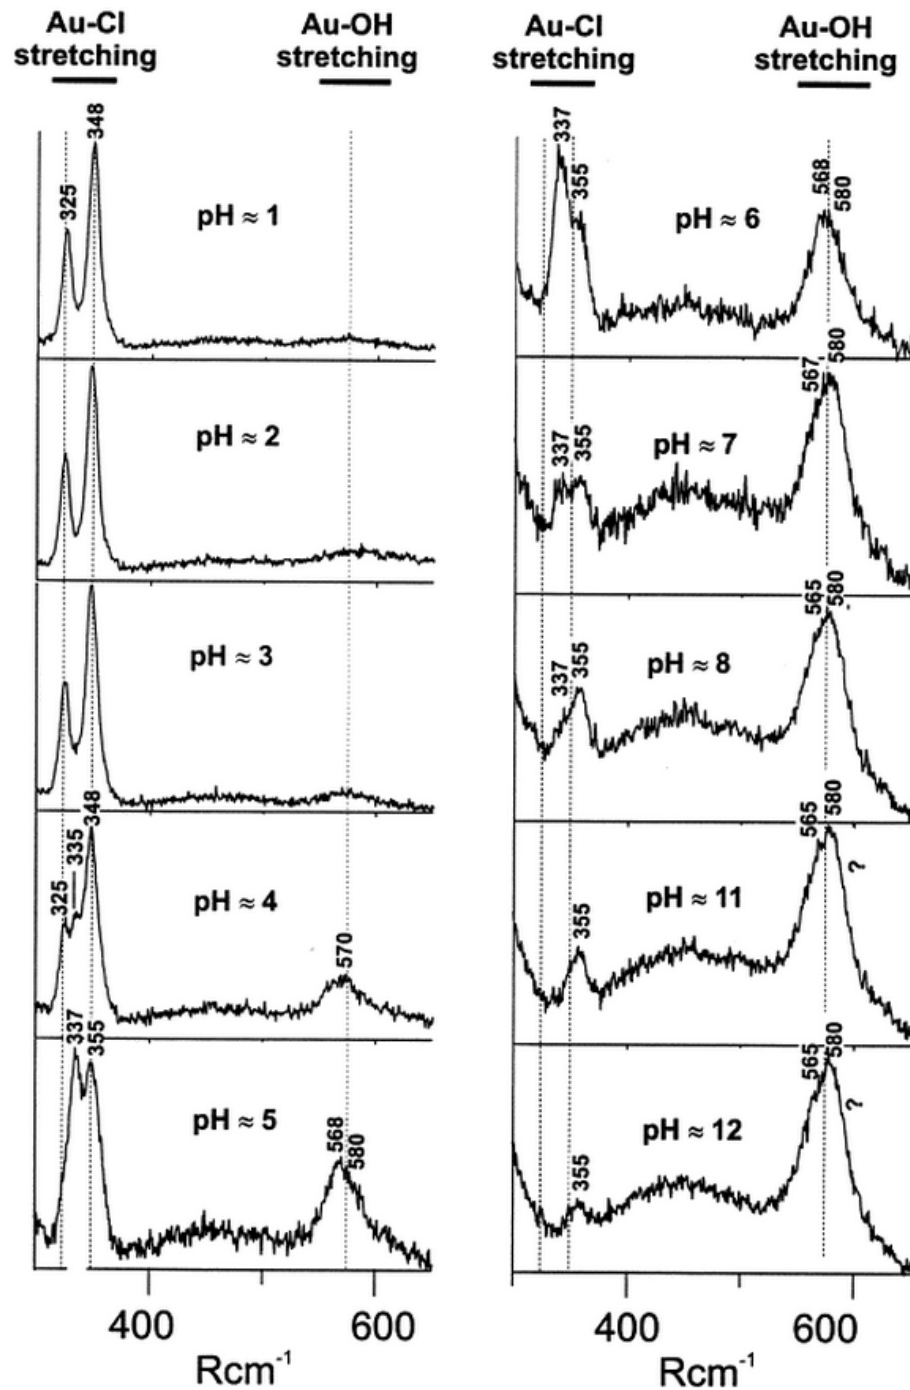 Au-Cl
stretching
Au-OH
stretching
325
348
pH ≈ 1
pH ≈ 2
pH ≈ 3
325
335
348
pH ≈ 4
570
337
355
pH ≈ 5
568
580
400
600
Rcm⁻¹
Au-Cl
stretching
Au-OH
stretching
337
355
pH ≈ 6
568
580
337
355
pH ≈ 7
567
580
337
355
pH ≈ 8
565
580
355
pH ≈ 11
565
580
?
355
pH ≈ 12
565
580
?
400
600
Rcm⁻¹